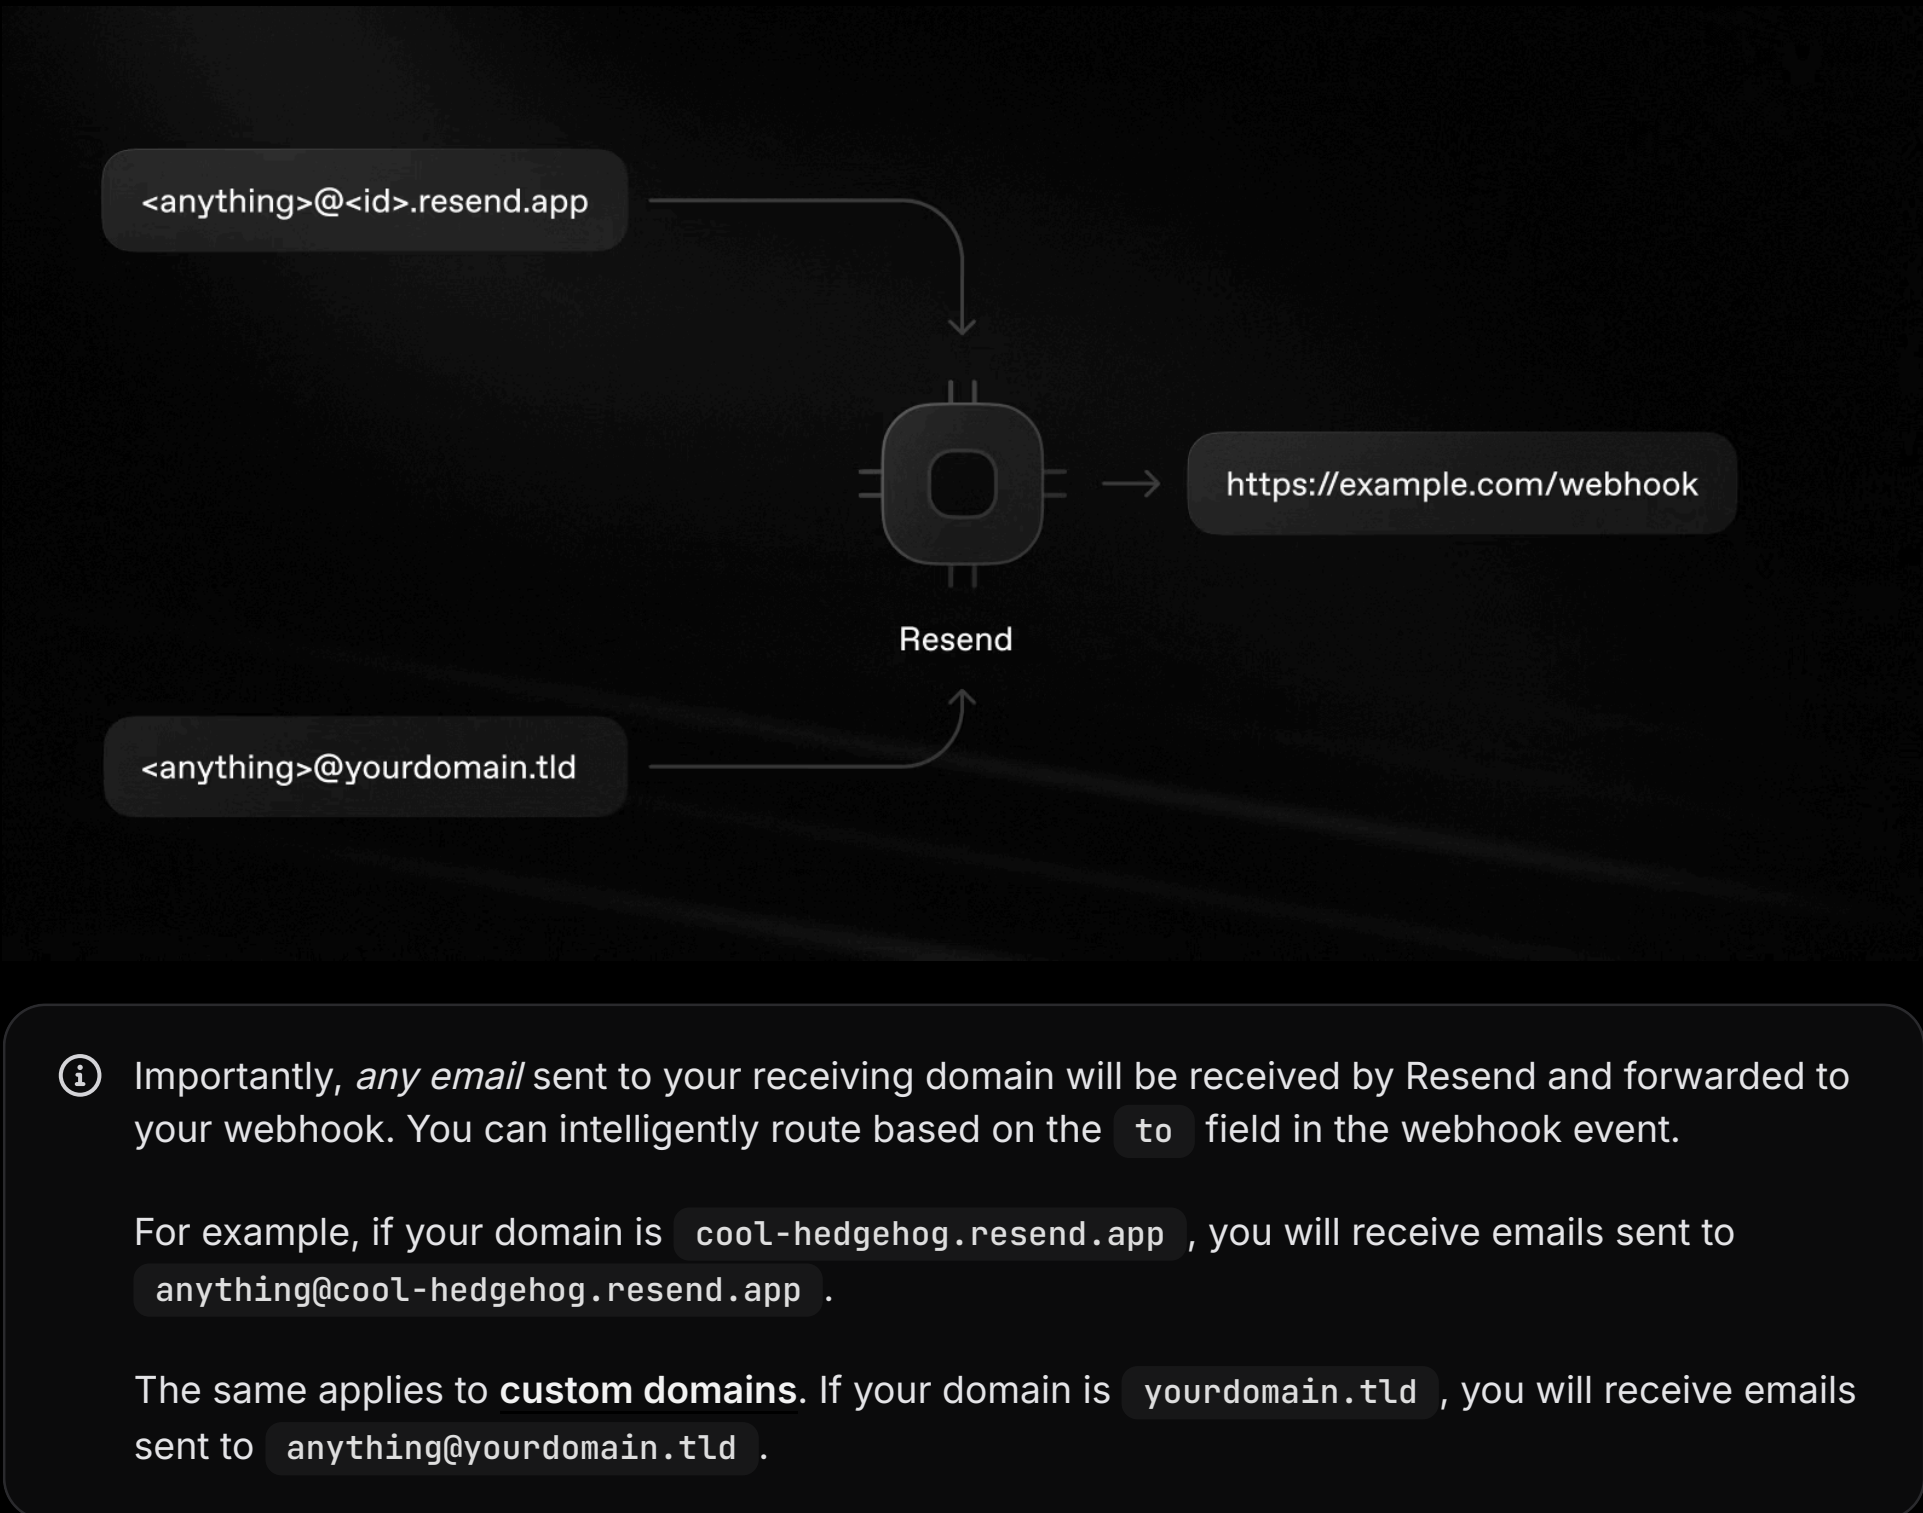 <anything>@<id>.resend.app
https://example.com/webhook
Resend
<anything>@yourdomain.tld
Importantly, any email sent to your receiving domain will be received by Resend and forwarded to
your webhook. You can intelligently route based on the to field in the webhook event.
For example, if your domain is cool-hedgehog.resend.app , you will receive emails sent to
anything@cool-hedgehog.resend.app .
The same applies to custom domains. If your domain is yourdomain.tld , you will receive emails
sent to anything@yourdomain.tld .